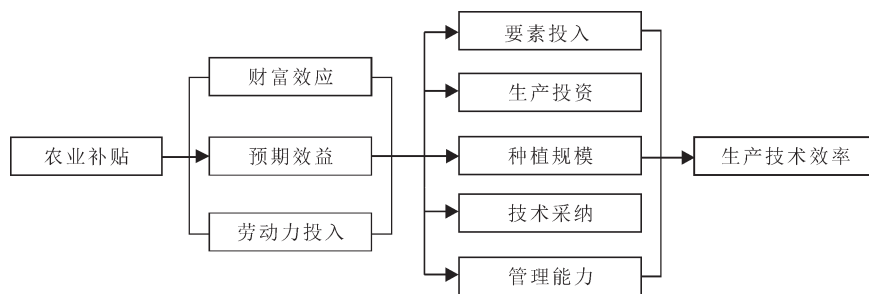 农业补贴
财富效应
预期效益
劳动力投入
要素投入
生产投资
种植规模
技术采纳
管理能力
生产技术效率